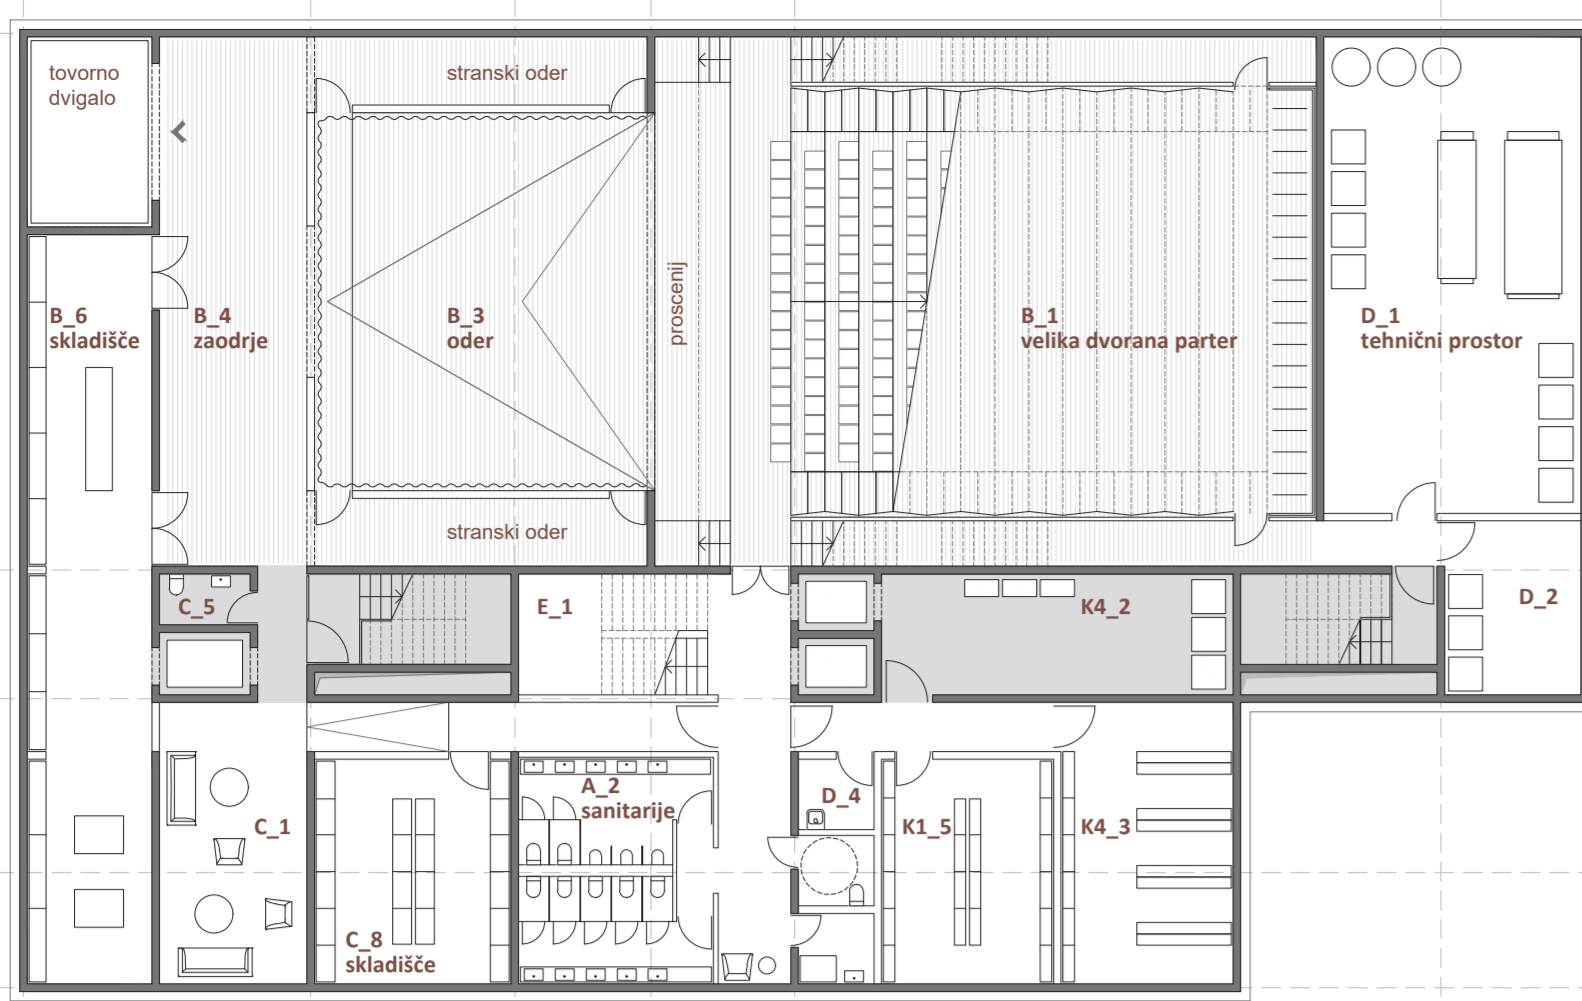 tovorno
dvigalo
stranski oder
B_6
skladišče
B_4
zaodrje
B_3
oder
proscenij
B_1
velika dvorana parter
D_1
tehnični prostor
stranski oder
C_5
E_1
K4_2
D_2
A_2
sanitarije
D_4
C_1
K1_5
K4_3
C_8
skladišče